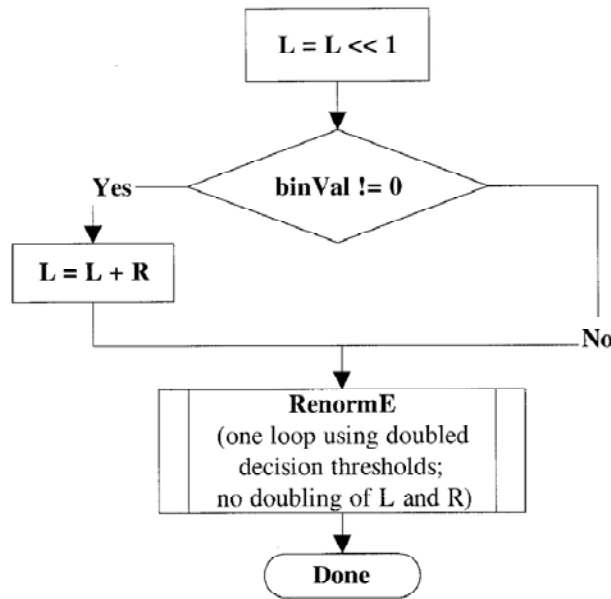 L = L << 1
binVal != 0
Yes
L = L + R
No
RenormE
(one loop using doubled
decision thresholds;
no doubling of L and R)
Done